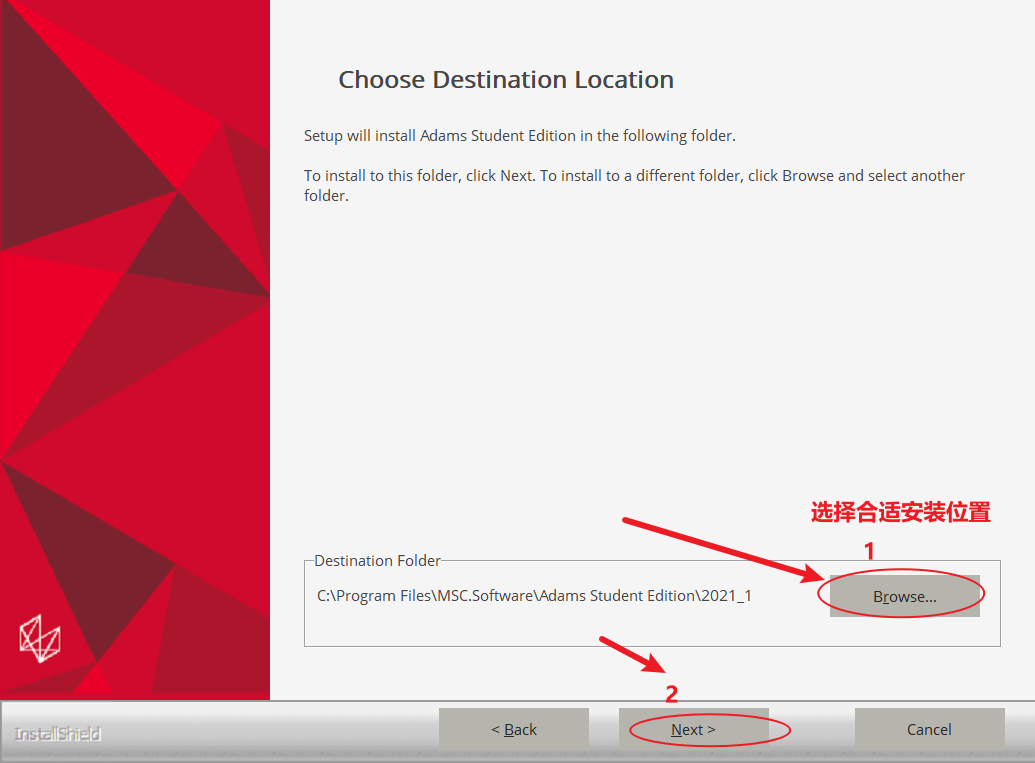 Choose Destination Location
Setup will install Adams Student Edition in the following folder.
To install to this folder, click Next. To install to a different folder, click Browse and select another
folder.
选择合适安装位置
1
Destination Folder
C:\Program Files\MSC.Software\Adams Student Edition\2021_1
Browse...
2
InstallShield
< Back
Next >
Cancel